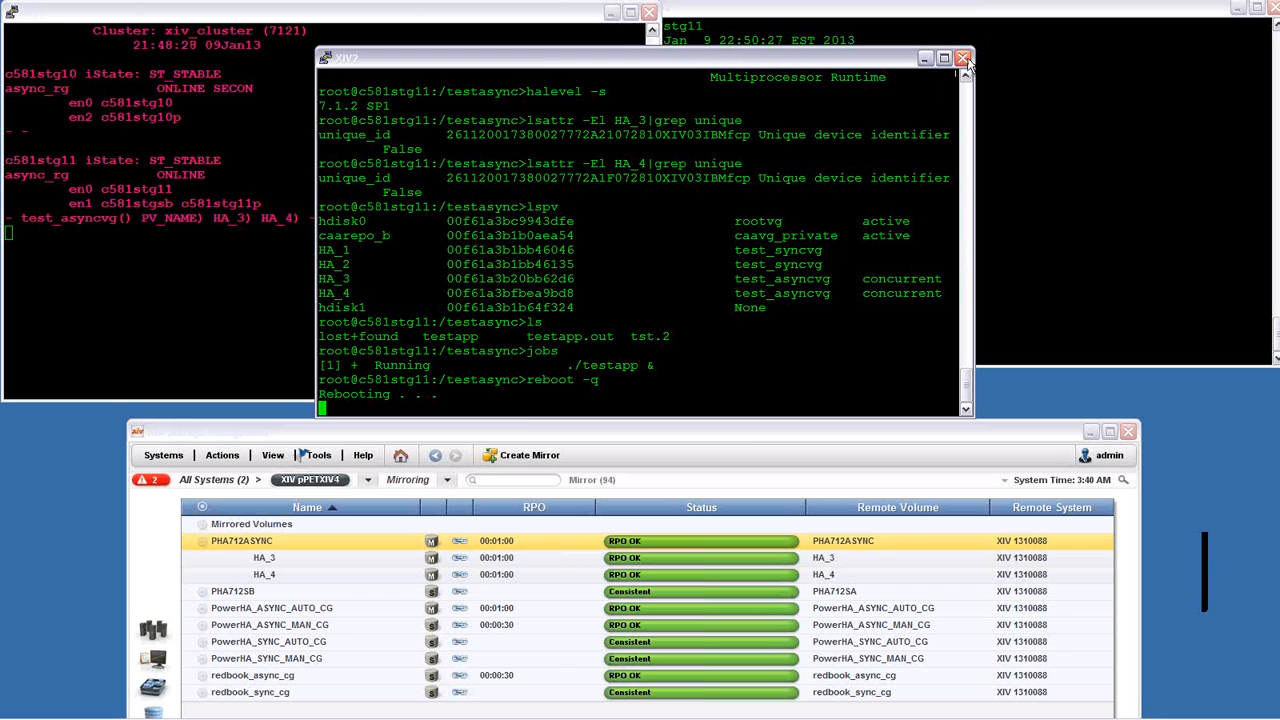 Cluster: xiv_cluster (7121)
21:48:28 09Jan13
c581stg10 iState: ST_STABLE
async_rg ONLINE SECON
en0 c581stg10
en2 c581stg10p
- -
c581stg11 iState: ST_STABLE
async_rg ONLINE
en0 c581stg11
en1 c581stgsb c581stg11p
- test_asyncvg() PV_NAME) HA_3) HA_4) -
stg11
Jan  9 22:50:27 EST 2013
XIV2
Multiprocessor Runtime
root@c581stg11:/testasync>halevel -s
7.1.2 SP1
root@c581stg11:/testasync>lsattr -El HA_3|grep unique
unique_id 261120017380027772A21072810XIV03IBMfcp Unique device identifier
False
root@c581stg11:/testasync>lsattr -El HA_4|grep unique
unique_id 261120017380027772A1F072810XIV03IBMfcp Unique device identifier
False
root@c581stg11:/testasync>lspv
hdisk0 00f61a3bc9943dfe rootvg active
caarepo_b 00f61a3b1b0aea54 caavg_private active
HA_1 00f61a3b1bb46046 test_syncvg
HA_2 00f61a3b1bb46135 test_syncvg
HA_3 00f61a3b20bb62d6 test_asyncvg concurrent
HA_4 00f61a3bfbea9bd8 test_asyncvg concurrent
hdisk1 00f61a3b1b64f324 None
root@c581stg11:/testasync>ls
lost+found testapp testapp.out tst.2
root@c581stg11:/testasync>jobs
[1] + Running ./testapp &
root@c581stg11:/testasync>reboot -q
Rebooting . . .
xiv
Systems Actions View Tools Help Create Mirror admin
2 All Systems (2) > XIV pPETXIV4 Mirroring Mirror (94) System Time: 3:40 AM
Name RPO Status Remote Volume Remote System
Mirrored Volumes
PHA712ASYNC M 00:01:00 RPO OK PHA712ASYNC XIV 1310088
HA_3 M 00:01:00 RPO OK HA_3 XIV 1310088
HA_4 M 00:01:00 RPO OK HA_4 XIV 1310088
PHA712SB S Consistent PHA712SA XIV 1310088
PowerHA_ASYNC_AUTO_CG M 00:01:00 RPO OK PowerHA_ASYNC_AUTO_CG XIV 1310088
PowerHA_ASYNC_MAN_CG S 00:00:30 RPO OK PowerHA_ASYNC_MAN_CG XIV 1310088
PowerHA_SYNC_AUTO_CG S Consistent PowerHA_SYNC_AUTO_CG XIV 1310088
PowerHA_SYNC_MAN_CG S Consistent PowerHA_SYNC_MAN_CG XIV 1310088
redbook_async_cg S 00:00:30 RPO OK redbook_async_cg XIV 1310088
redbook_sync_cg S Consistent redbook_sync_cg XIV 1310088